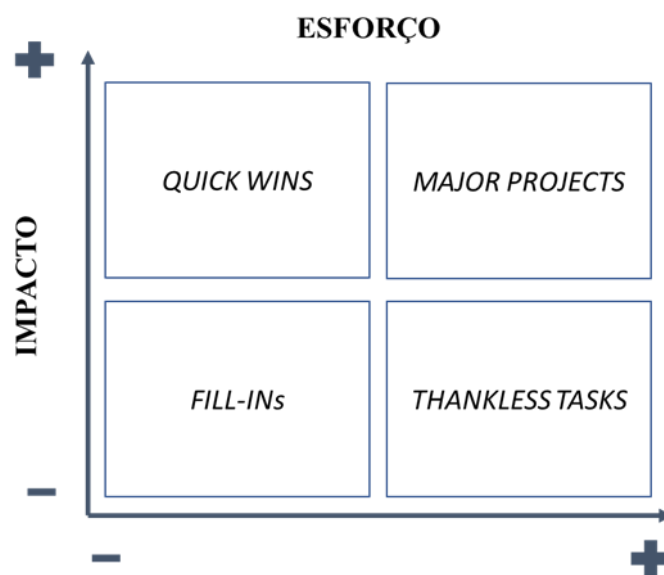 ESFORÇO
QUICK WINS
MAJOR PROJECTS
IMPACTO
FILL-INs
THANKLESS TASKS